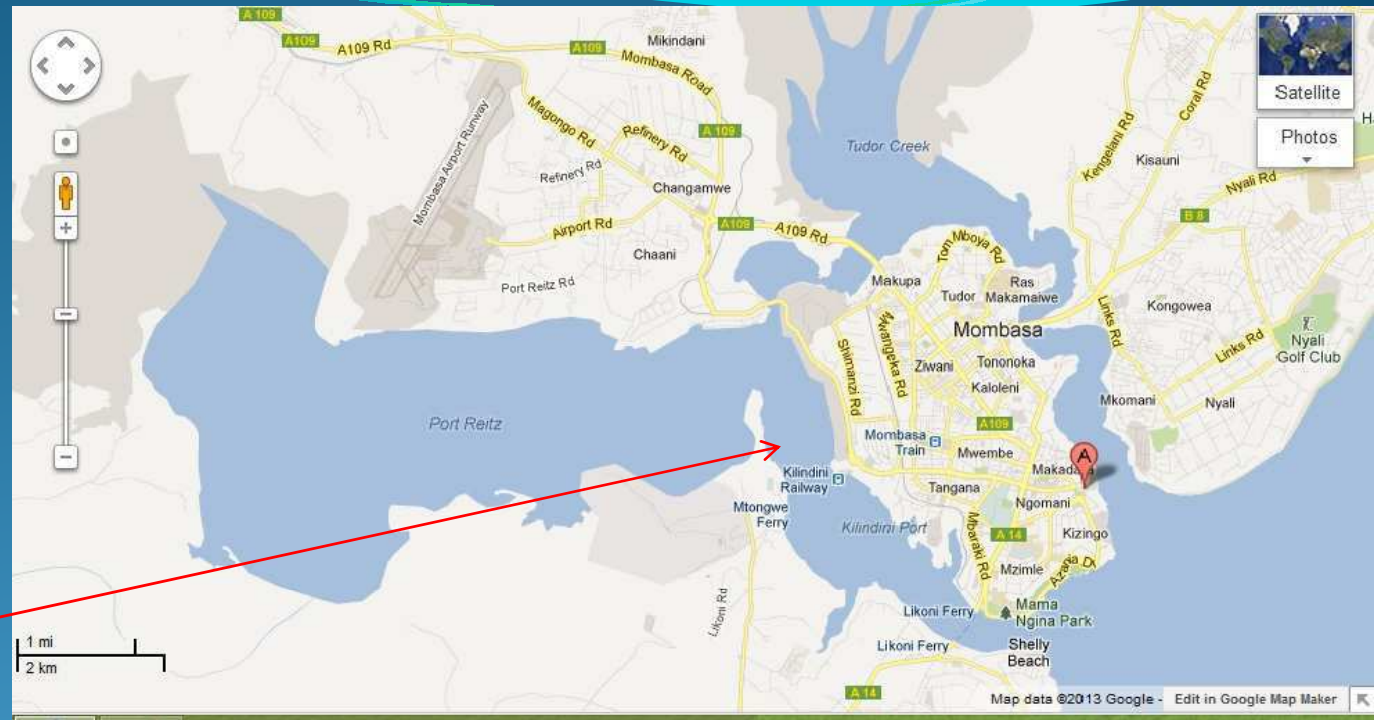 A 109
A109
A109 Rd
A109
Mikindani
Mombasa Road
Satellite
Photos
Ha
Mombasa Airport Runway
Magongo Rd
Refinery Rd
A 109
Refinery Rd
Changamwe
Tudor Creek
Kengelani Rd
Coral Rd
Kisauni
Nyali Rd
B 8
Airport Rd
A109
A109 Rd
Chaani
Port Reitz Rd
Tom Mboya Rd
Makupa
Ras
Makamaiwe
Tudor
Mombasa
Links Rd
Kongowea
Links Rd
Nyali
Golf Club
Shimanzi Rd
Mwangeka Rd
Ziwani
Tononoka
Kaloleni
Mkomani
Nyali
Port Reitz
A109
Mombasa
Train
Mwembe
A
Makadara
Kilindini
Railway
Tangana
Ngomani
Mtongwe
Ferry
Kilindini Port
Mbaraki Rd
A 14
Kizingo
Mzimle
Azania Dr
Likoni Rd
Likoni Ferry
Mama
Ngina Park
Likoni Ferry
Shelly
Beach
1 mi
2 km
A 14
Map data ©2013 Google -
Edit in Google Map Maker